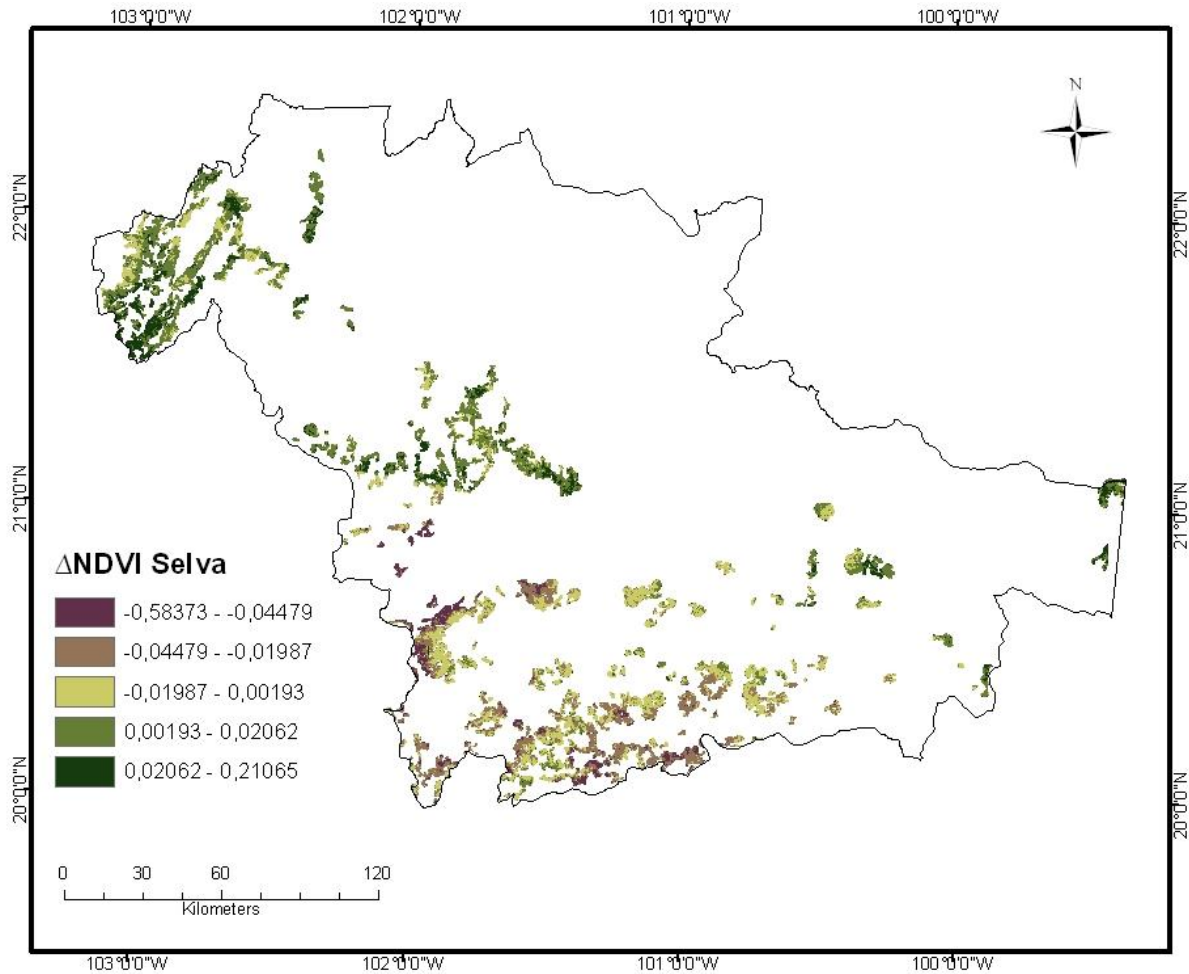 103°0'0"W 102°0'0"W 101°0'0"W 100°0'0"W
N
22°0'0"N 22°0'0"N
21°0'0"N 21°0'0"N
ΔNDVI Selva
-0,58373 - -0,04479
-0,04479 - -0,01987
-0,01987 - 0,00193
0,00193 - 0,02062
0,02062 - 0,21065
20°0'0"N 20°0'0"N
0 30 60 120
Kilometers
103°0'0"W 102°0'0"W 101°0'0"W 100°0'0"W